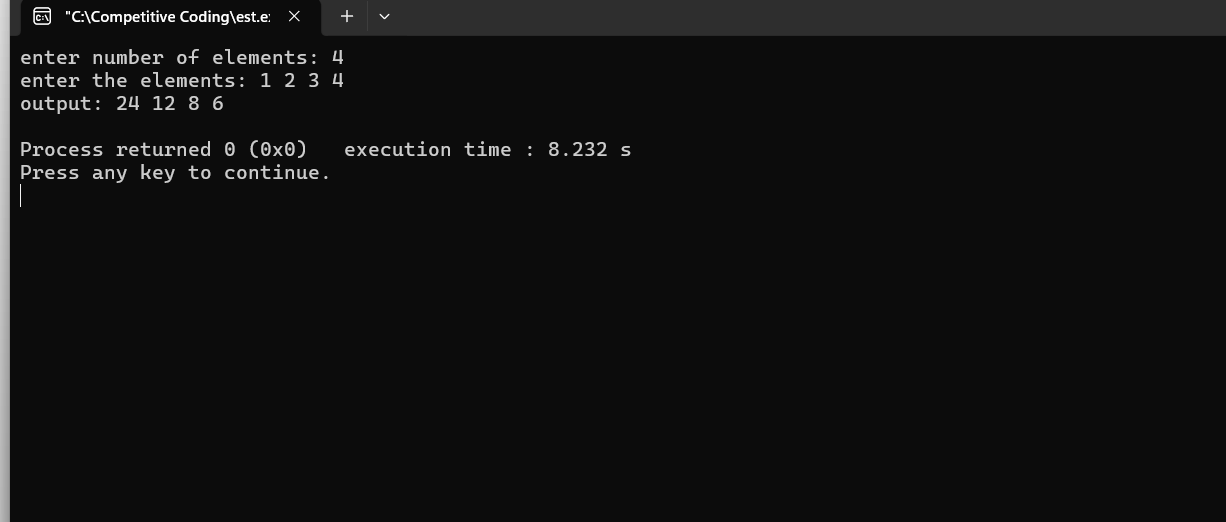 "C:\Competitive Coding\est.e
enter number of elements: 4
enter the elements: 1 2 3 4
output: 24 12 8 6
Process returned 0 (0x0)   execution time : 8.232 s
Press any key to continue.